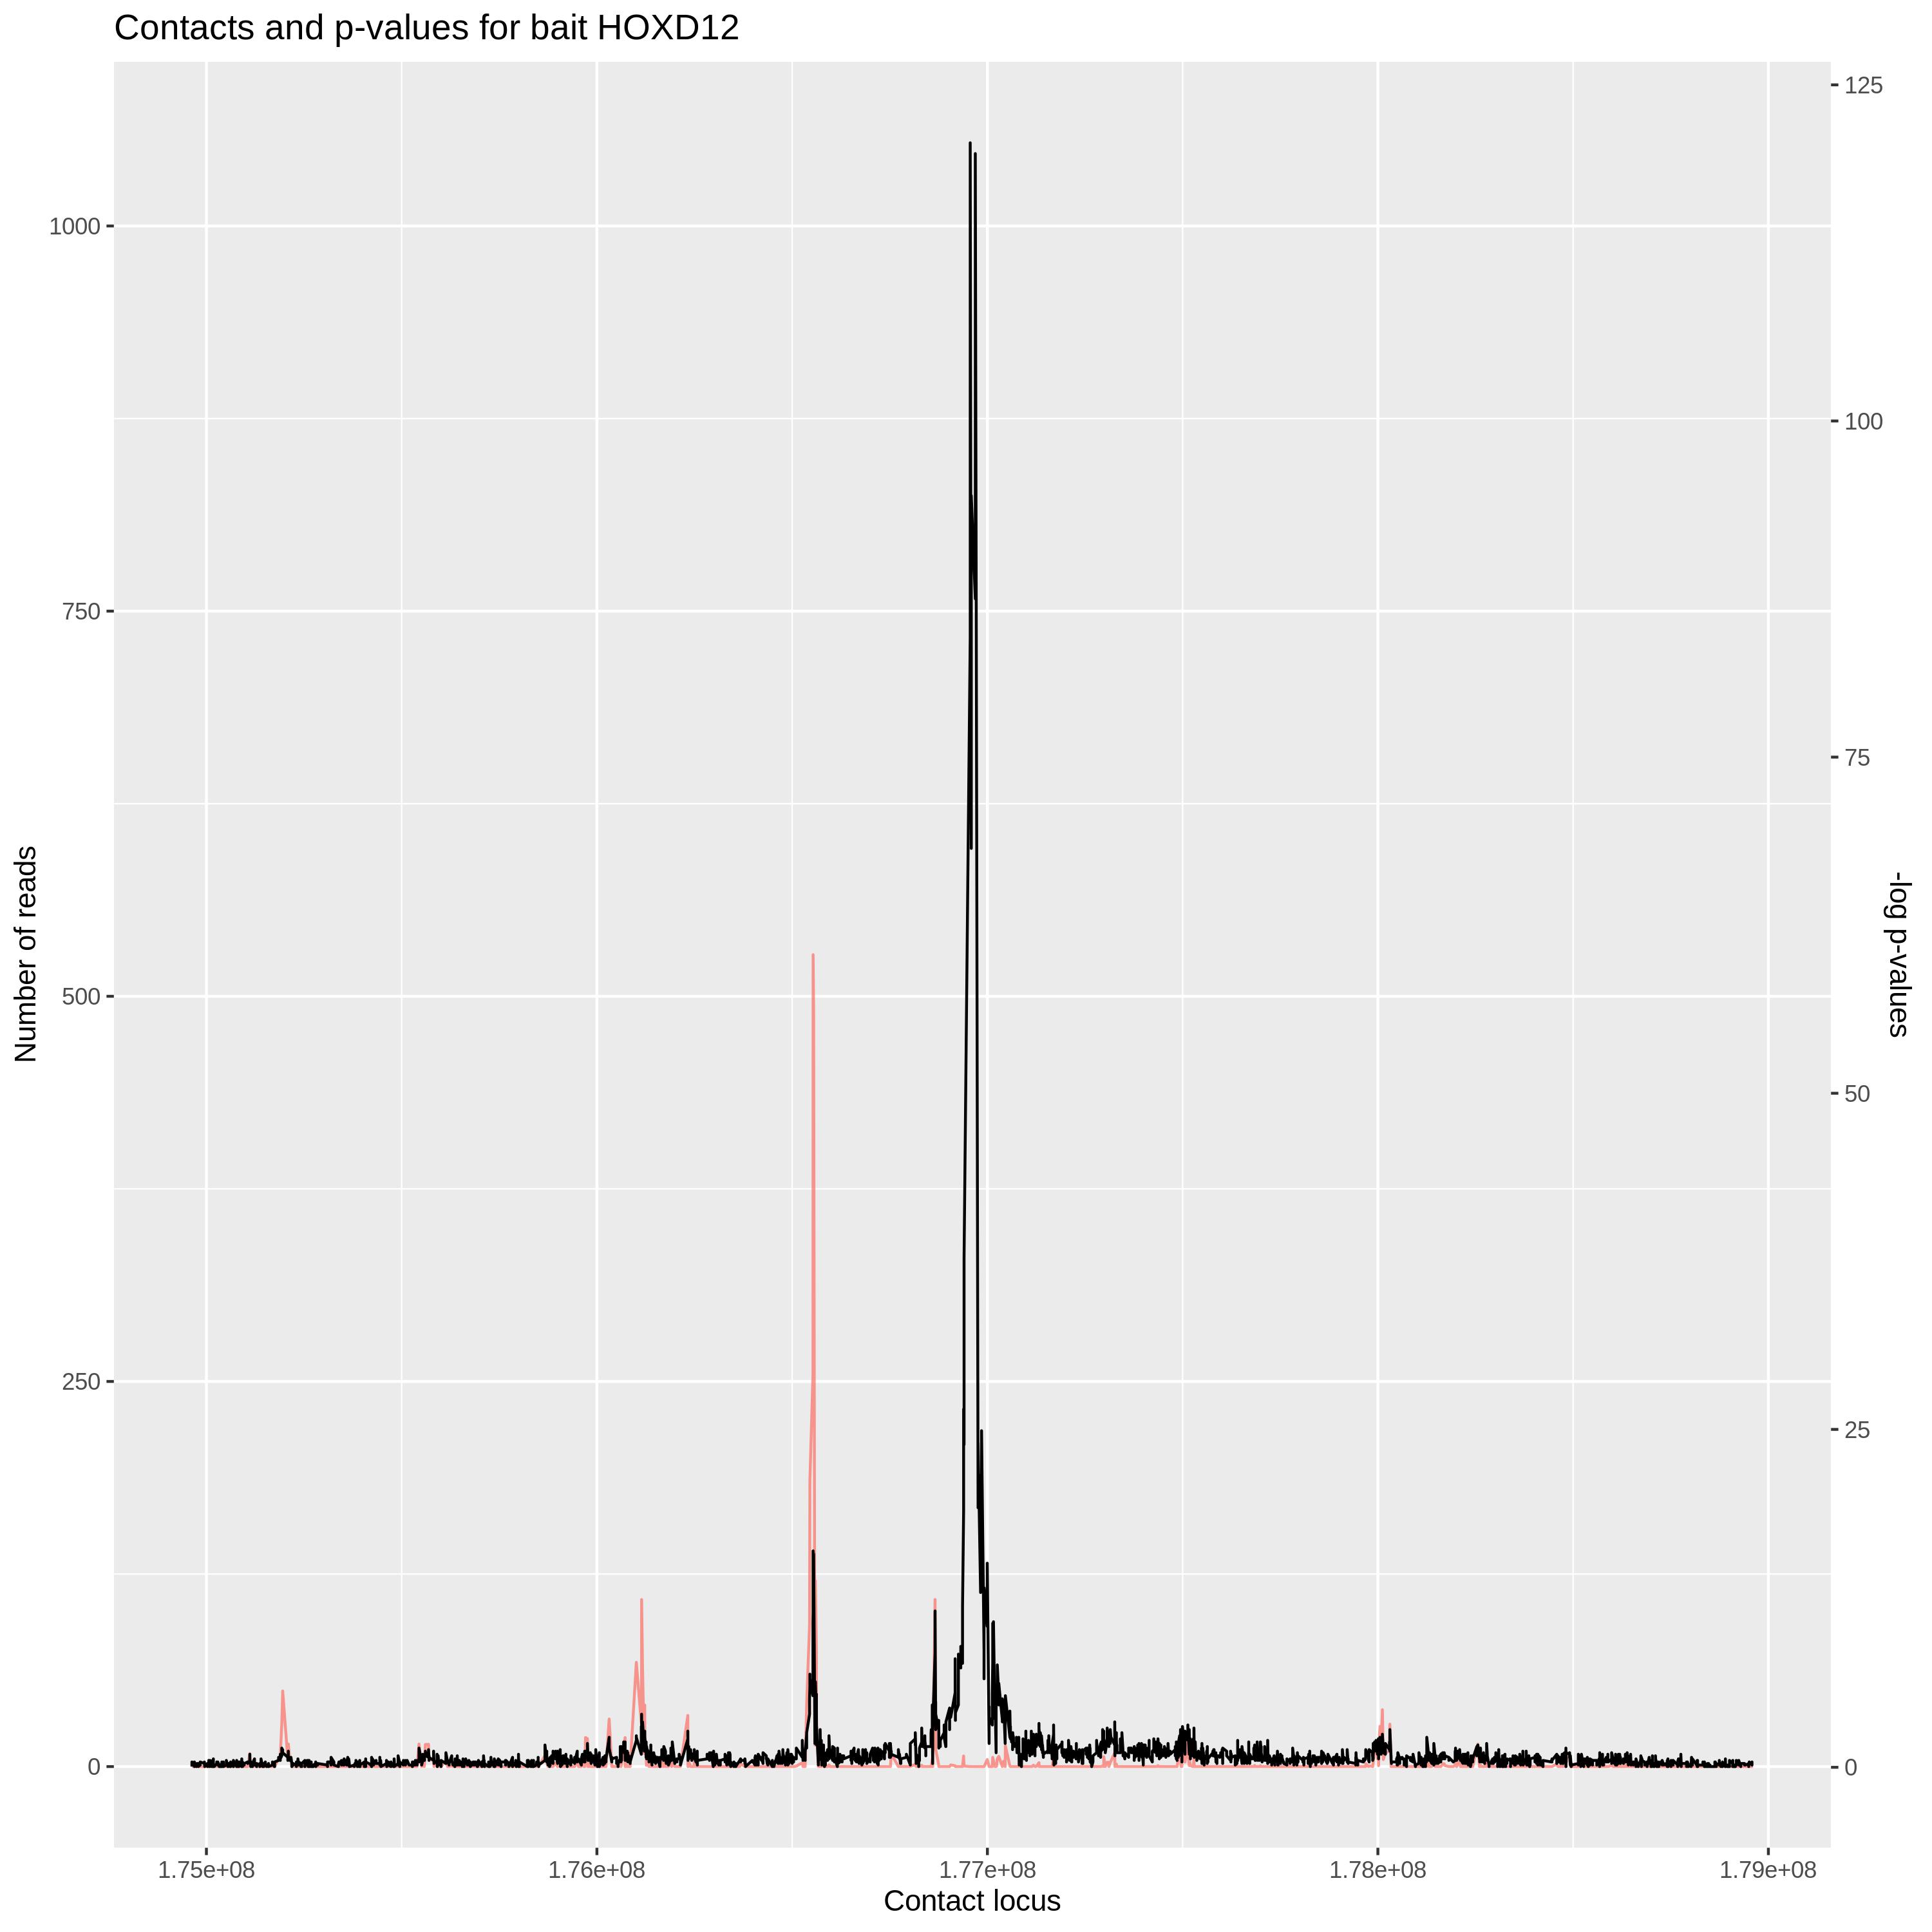 Contacts and p-values for bait HOXD12
Number of reads
1000
750
500
250
0
125
100
75
50
25
0
-log p-values
1.75e+08
1.76e+08
1.77e+08
1.78e+08
1.79e+08
Contact locus